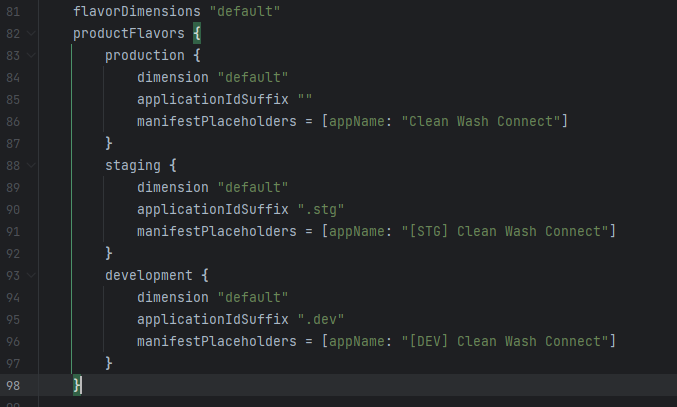 81 flavorDimensions "default"
82 productFlavors {
83 production {
84 dimension "default"
85 applicationIdSuffix ""
86 manifestPlaceholders = [appName: "Clean Wash Connect"]
87 }
88 staging {
89 dimension "default"
90 applicationIdSuffix ".stg"
91 manifestPlaceholders = [appName: "[STG] Clean Wash Connect"]
92 }
93 development {
94 dimension "default"
95 applicationIdSuffix ".dev"
96 manifestPlaceholders = [appName: "[DEV] Clean Wash Connect"]
97 }
98 }
99